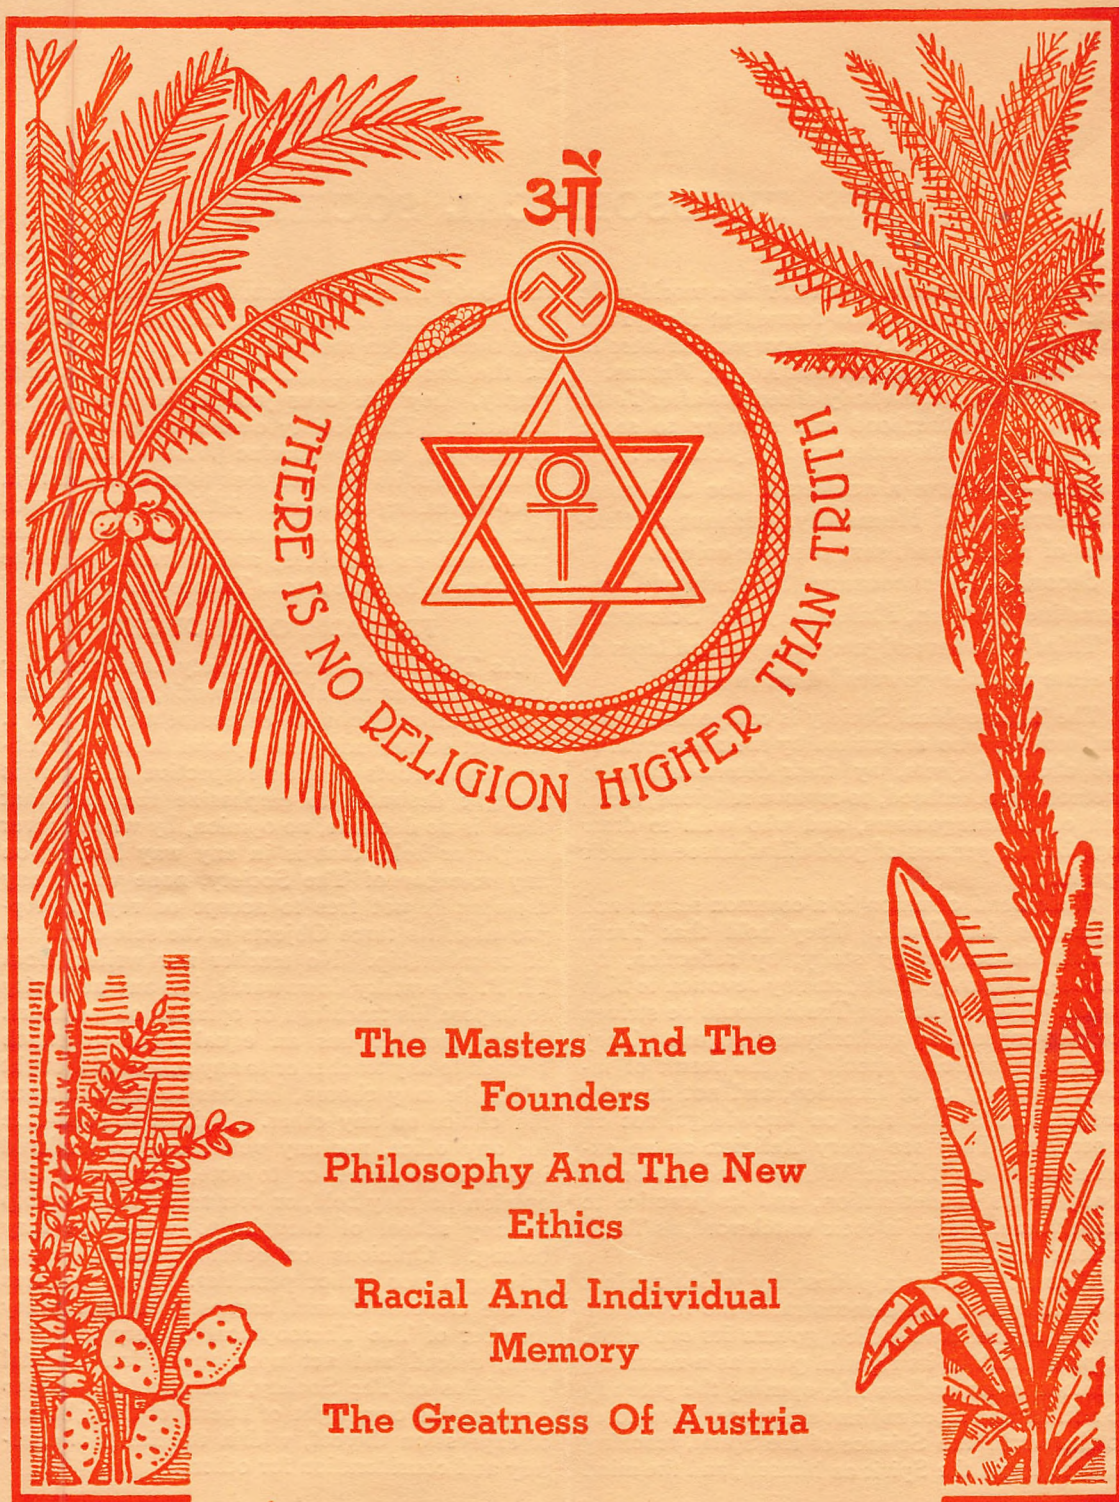 ओं
THERE IS NO RELIGION HIGHER THAN TRUTH
The Masters And The
Founders
Philosophy And The New
Ethics
Racial And Individual
Memory
The Greatness Of Austria